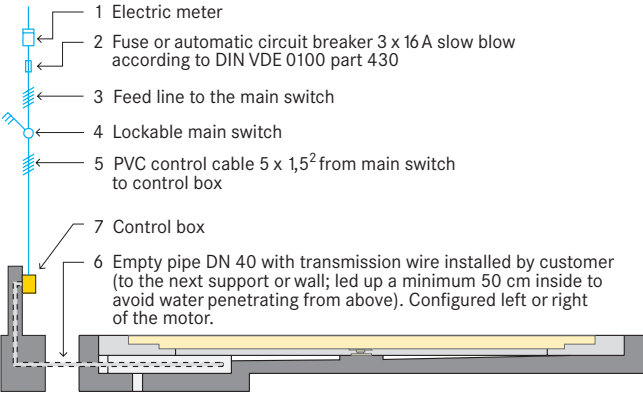 1 Electric meter
2 Fuse or automatic circuit breaker 3 x 16 A slow blow
according to DIN VDE 0100 part 430
3 Feed line to the main switch
4 Lockable main switch
5 PVC control cable 5 x 1,5² from main switch
to control box
7 Control box
6 Empty pipe DN 40 with transmission wire installed by customer
(to the next support or wall; led up a minimum 50 cm inside to
avoid water penetrating from above). Configured left or right
of the motor.